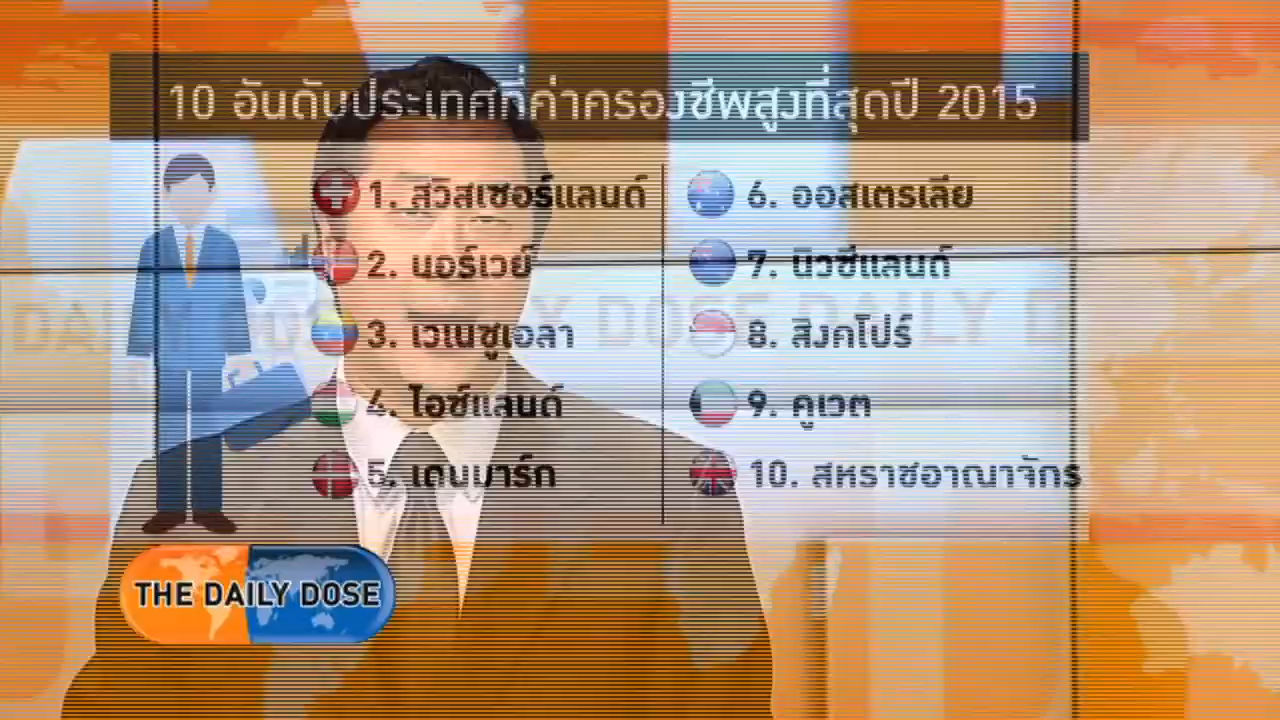 10 อันดับประเทศที่ค่าครองชีพสูงที่สุดปี 2015
1. สวิสเซอร์แลนด์
2. นอร์เวย์
3. เวเนซูเอลา
4. ไอซ์แลนด์
5. เดนมาร์ก
6. ออสเตรเลีย
7. นิวซีแลนด์
8. สิงคโปร์
9. คูเวต
10. สหราชอาณาจักร
DAILY DOSE DAILY D
THE DAILY DOSE